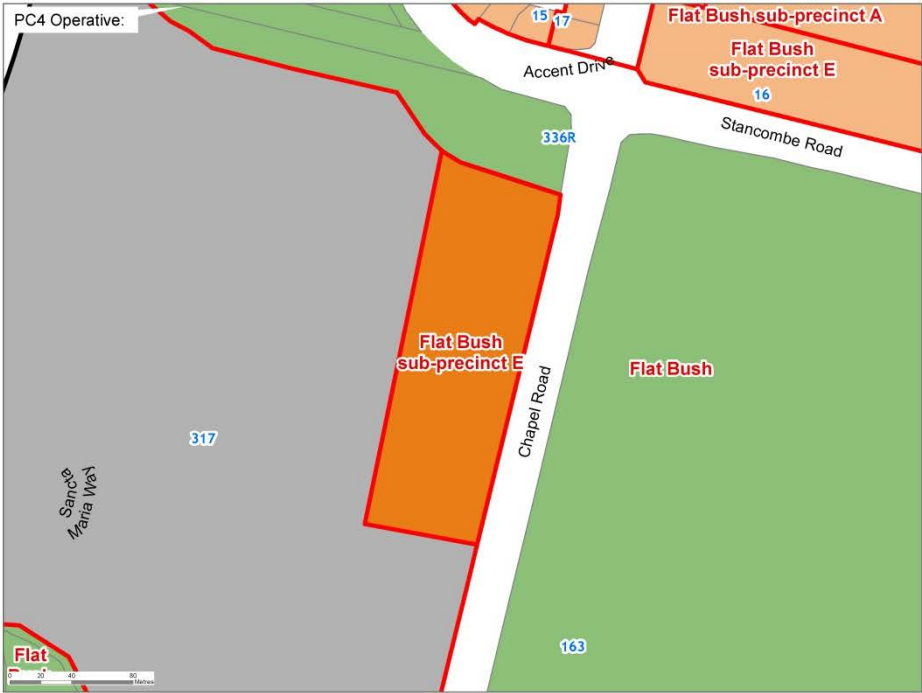 PC4 Operative:
15
17
Flat Bush sub-precinct A
Flat Bush
sub-precinct E
Accent Drive
16
Stancombe Road
336R
Flat Bush
sub-precinct E
Flat Bush
Chapel Road
317
Sancta
Maria Way
163
Flat
0 20 40 80
Metres